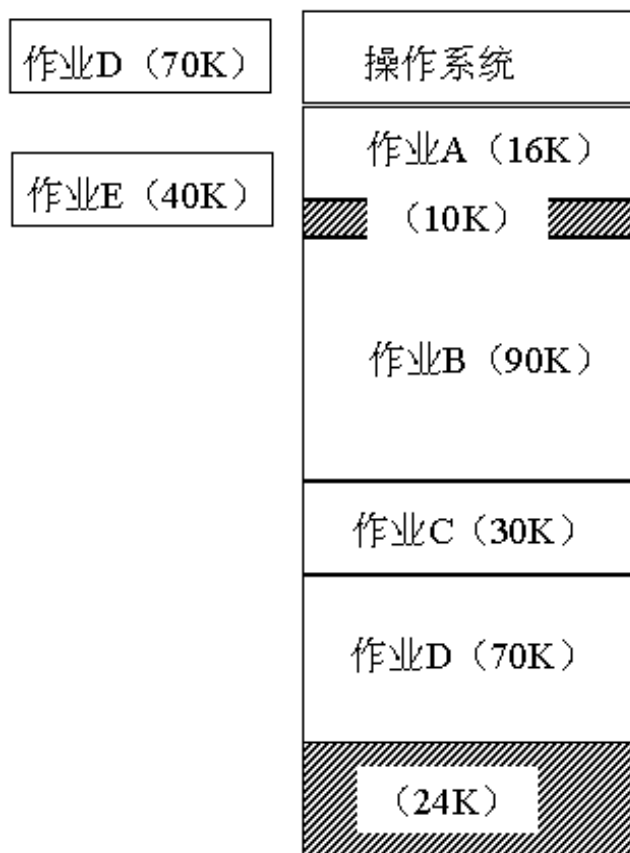 作业D（70K）
作业E（40K）
操作系统
作业A（16K）
（10K）
作业B（90K）
作业C（30K）
作业D（70K）
（24K）